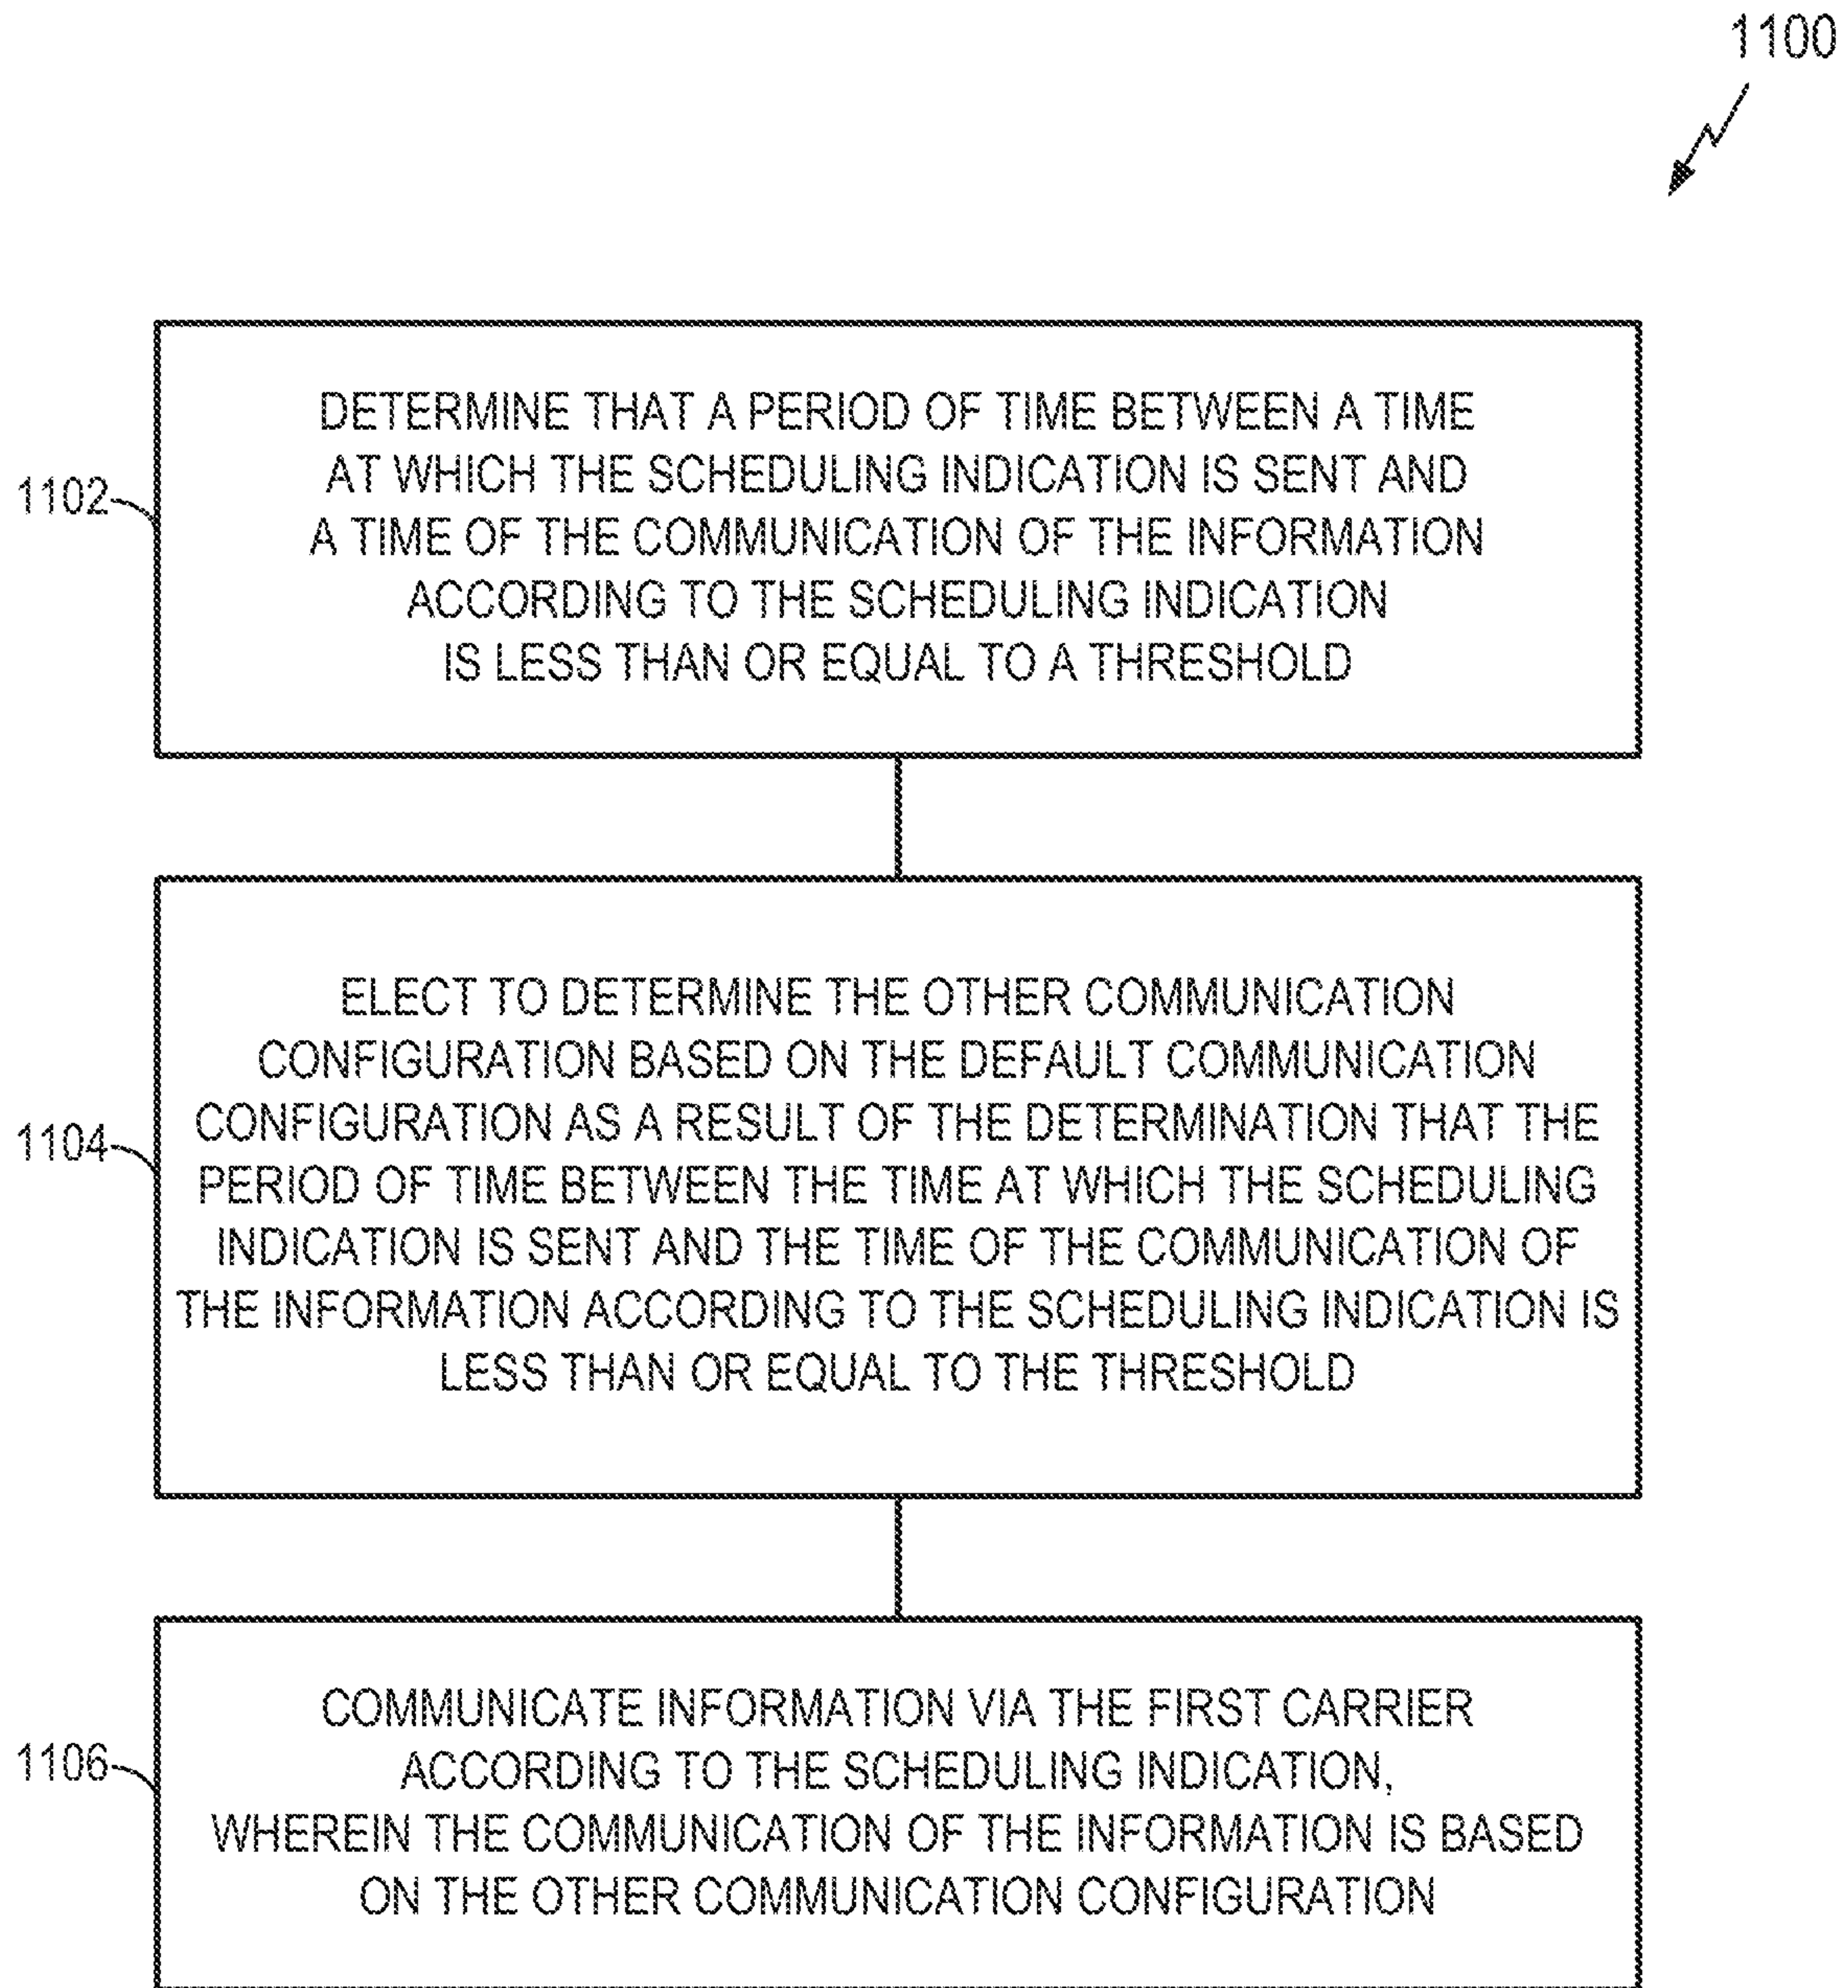 1100
1102
DETERMINE THAT A PERIOD OF TIME BETWEEN A TIME
AT WHICH THE SCHEDULING INDICATION IS SENT AND
A TIME OF THE COMMUNICATION OF THE INFORMATION
ACCORDING TO THE SCHEDULING INDICATION
IS LESS THAN OR EQUAL TO A THRESHOLD
1104
ELECT TO DETERMINE THE OTHER COMMUNICATION
CONFIGURATION BASED ON THE DEFAULT COMMUNICATION
CONFIGURATION AS A RESULT OF THE DETERMINATION THAT THE
PERIOD OF TIME BETWEEN THE TIME AT WHICH THE SCHEDULING
INDICATION IS SENT AND THE TIME OF THE COMMUNICATION OF
THE INFORMATION ACCORDING TO THE SCHEDULING INDICATION IS
LESS THAN OR EQUAL TO THE THRESHOLD
1106
COMMUNICATE INFORMATION VIA THE FIRST CARRIER
ACCORDING TO THE SCHEDULING INDICATION,
WHEREIN THE COMMUNICATION OF THE INFORMATION IS BASED
ON THE OTHER COMMUNICATION CONFIGURATION